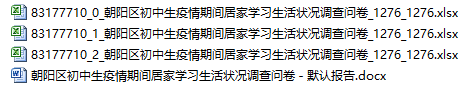 83177710_0_朝阳区初中生疫情期间居家学习生活状况调查问卷_1276_1276.xlsx
83177710_1_朝阳区初中生疫情期间居家学习生活状况调查问卷_1276_1276.xlsx
83177710_2_朝阳区初中生疫情期间居家学习生活状况调查问卷_1276_1276.xlsx
朝阳区初中生疫情期间居家学习生活状况调查问卷 - 默认报告.docx